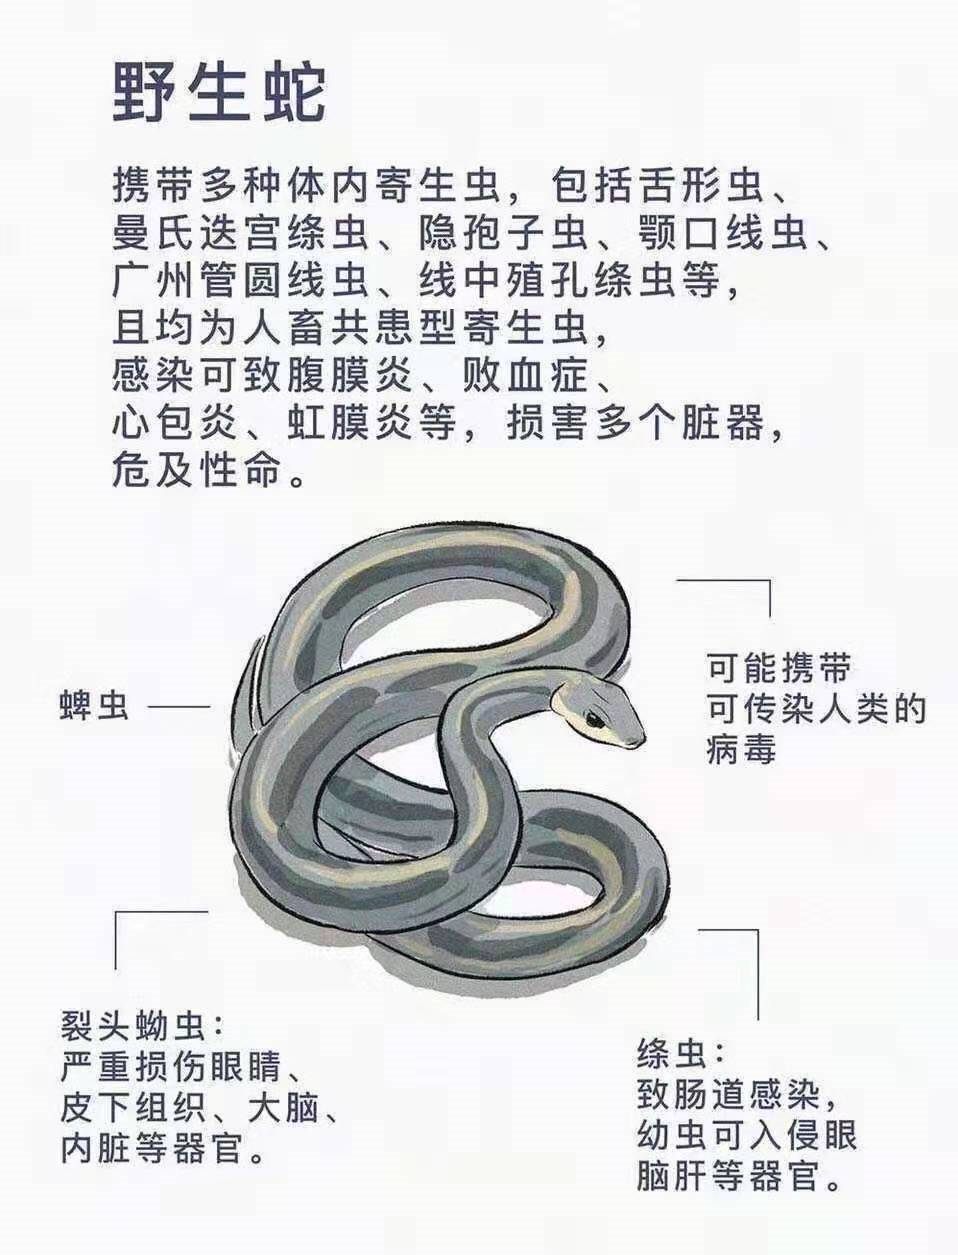 野生蛇
携带多种体内寄生虫，包括舌形虫、
曼氏迭宫绦虫、隐孢子虫、颚口线虫、
广州管圆线虫、线中殖孔绦虫等，
且均为人畜共患型寄生虫，
感染可致腹膜炎、败血症、
心包炎、虹膜炎等，损害多个脏器，
危及性命。
蜱虫
可能携带
可传染人类的
病毒
裂头蚴虫：
严重损伤眼睛、
皮下组织、大脑、
内脏等器官。
绦虫：
致肠道感染，
幼虫可入侵眼
脑肝等器官。